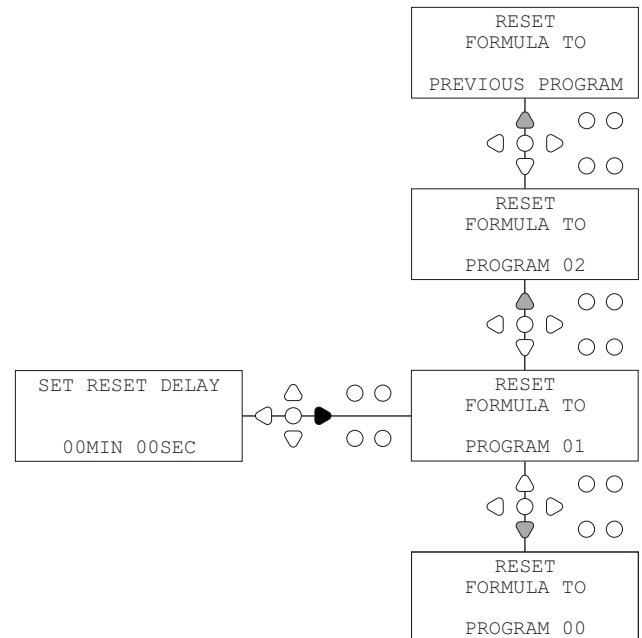 RESET
FORMULA TO
PREVIOUS PROGRAM
RESET
FORMULA TO
PROGRAM 02
SET RESET DELAY
00MIN 00SEC
RESET
FORMULA TO
PROGRAM 01
RESET
FORMULA TO
PROGRAM 00